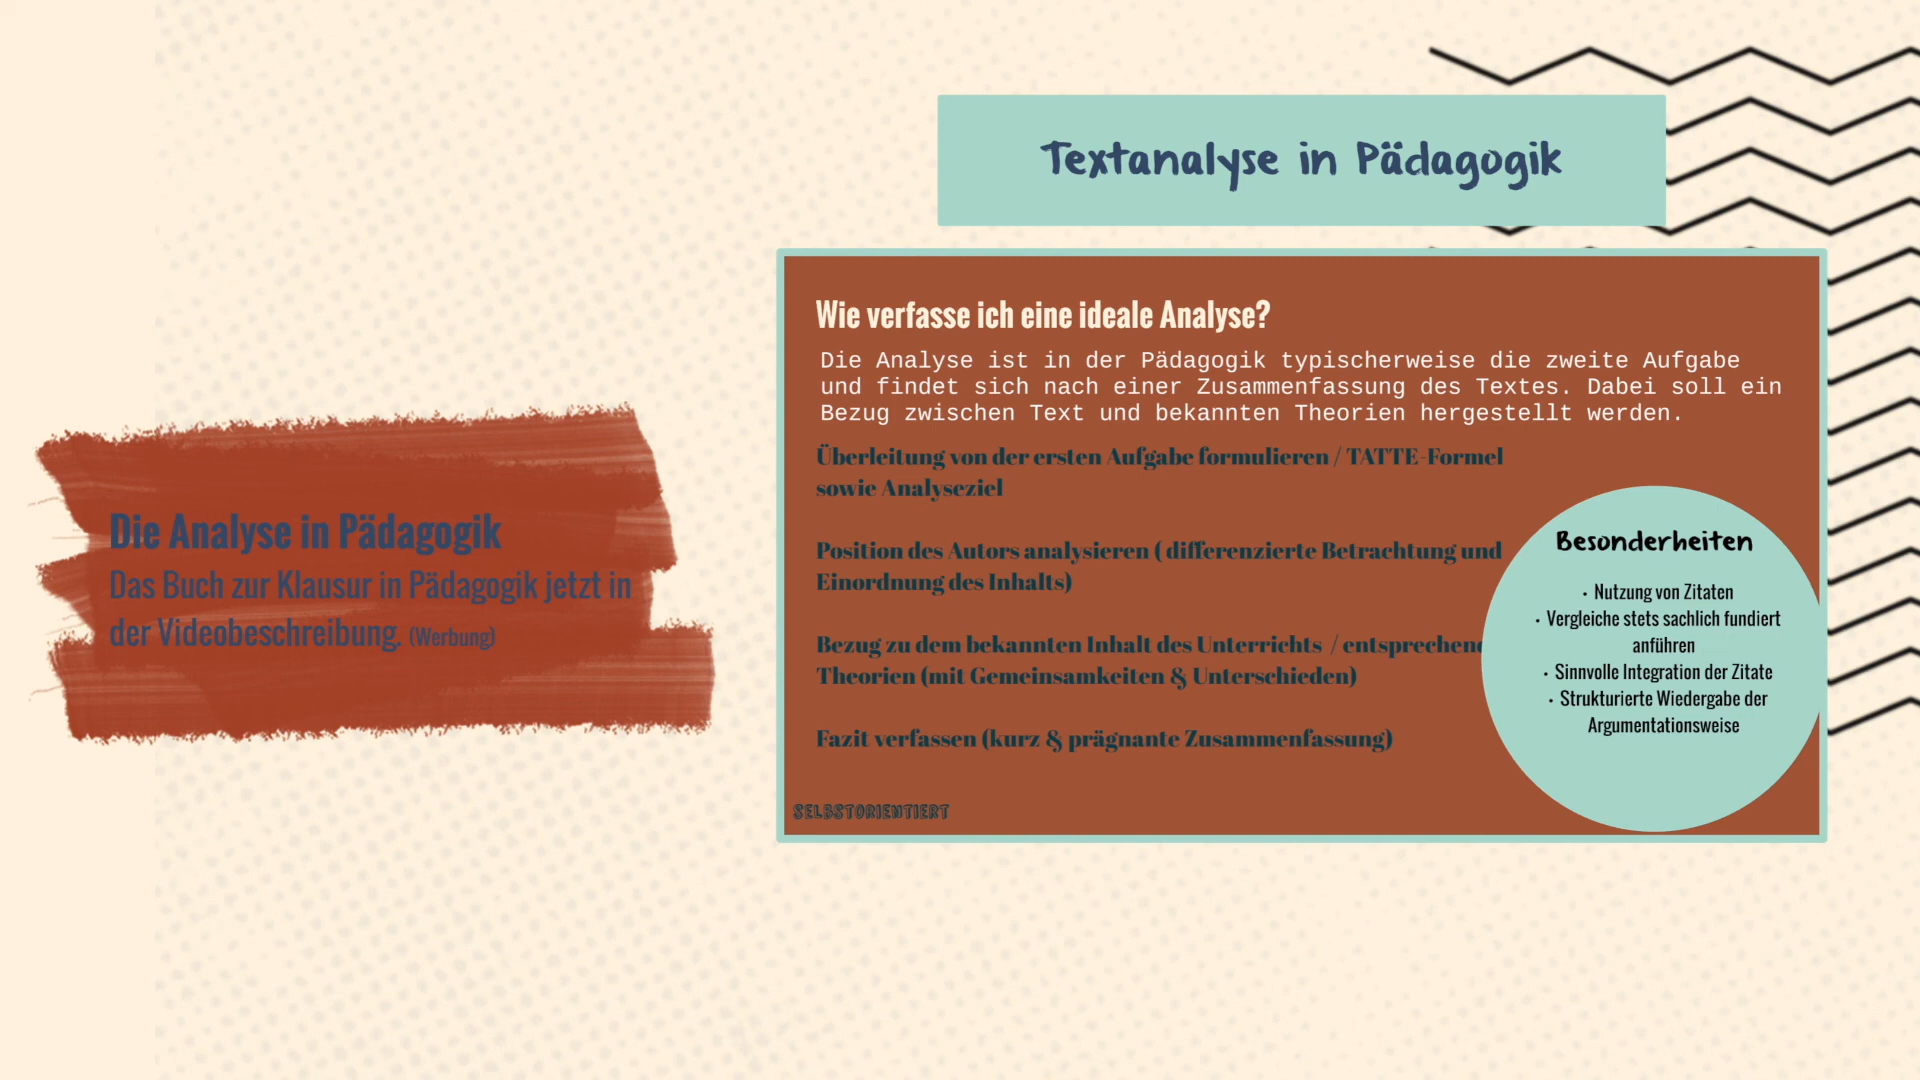 Textanalyse in Pädagogik
Wie verfasse ich eine ideale Analyse?
Die Analyse ist in der Pädagogik typischerweise die zweite Aufgabe
und findet sich nach einer Zusammenfassung des Textes. Dabei soll ein
Bezug zwischen Text und bekannten Theorien hergestellt werden.
Überleitung von der ersten Aufgabe formulieren / TATTE-Formel
sowie Analyseziel
Position des Autors analysieren ( differenzierte Betrachtung und
Einordnung des Inhalts)
Bezug zu dem bekannten Inhalt des Unterrichts / entsprechend
Theorien (mit Gemeinsamkeiten & Unterschieden)
Fazit verfassen (kurz & prägnante Zusammenfassung)
SELBSTORIENTIERT
Besonderheiten
• Nutzung von Zitaten
• Vergleiche stets sachlich fundiert
anführen
• Sinnvolle Integration der Zitate
• Strukturierte Wiedergabe der
Argumentationsweise
Die Analyse in Pädagogik
Das Buch zur Klausur in Pädagogik jetzt in
der Videobeschreibung. (Werbung)